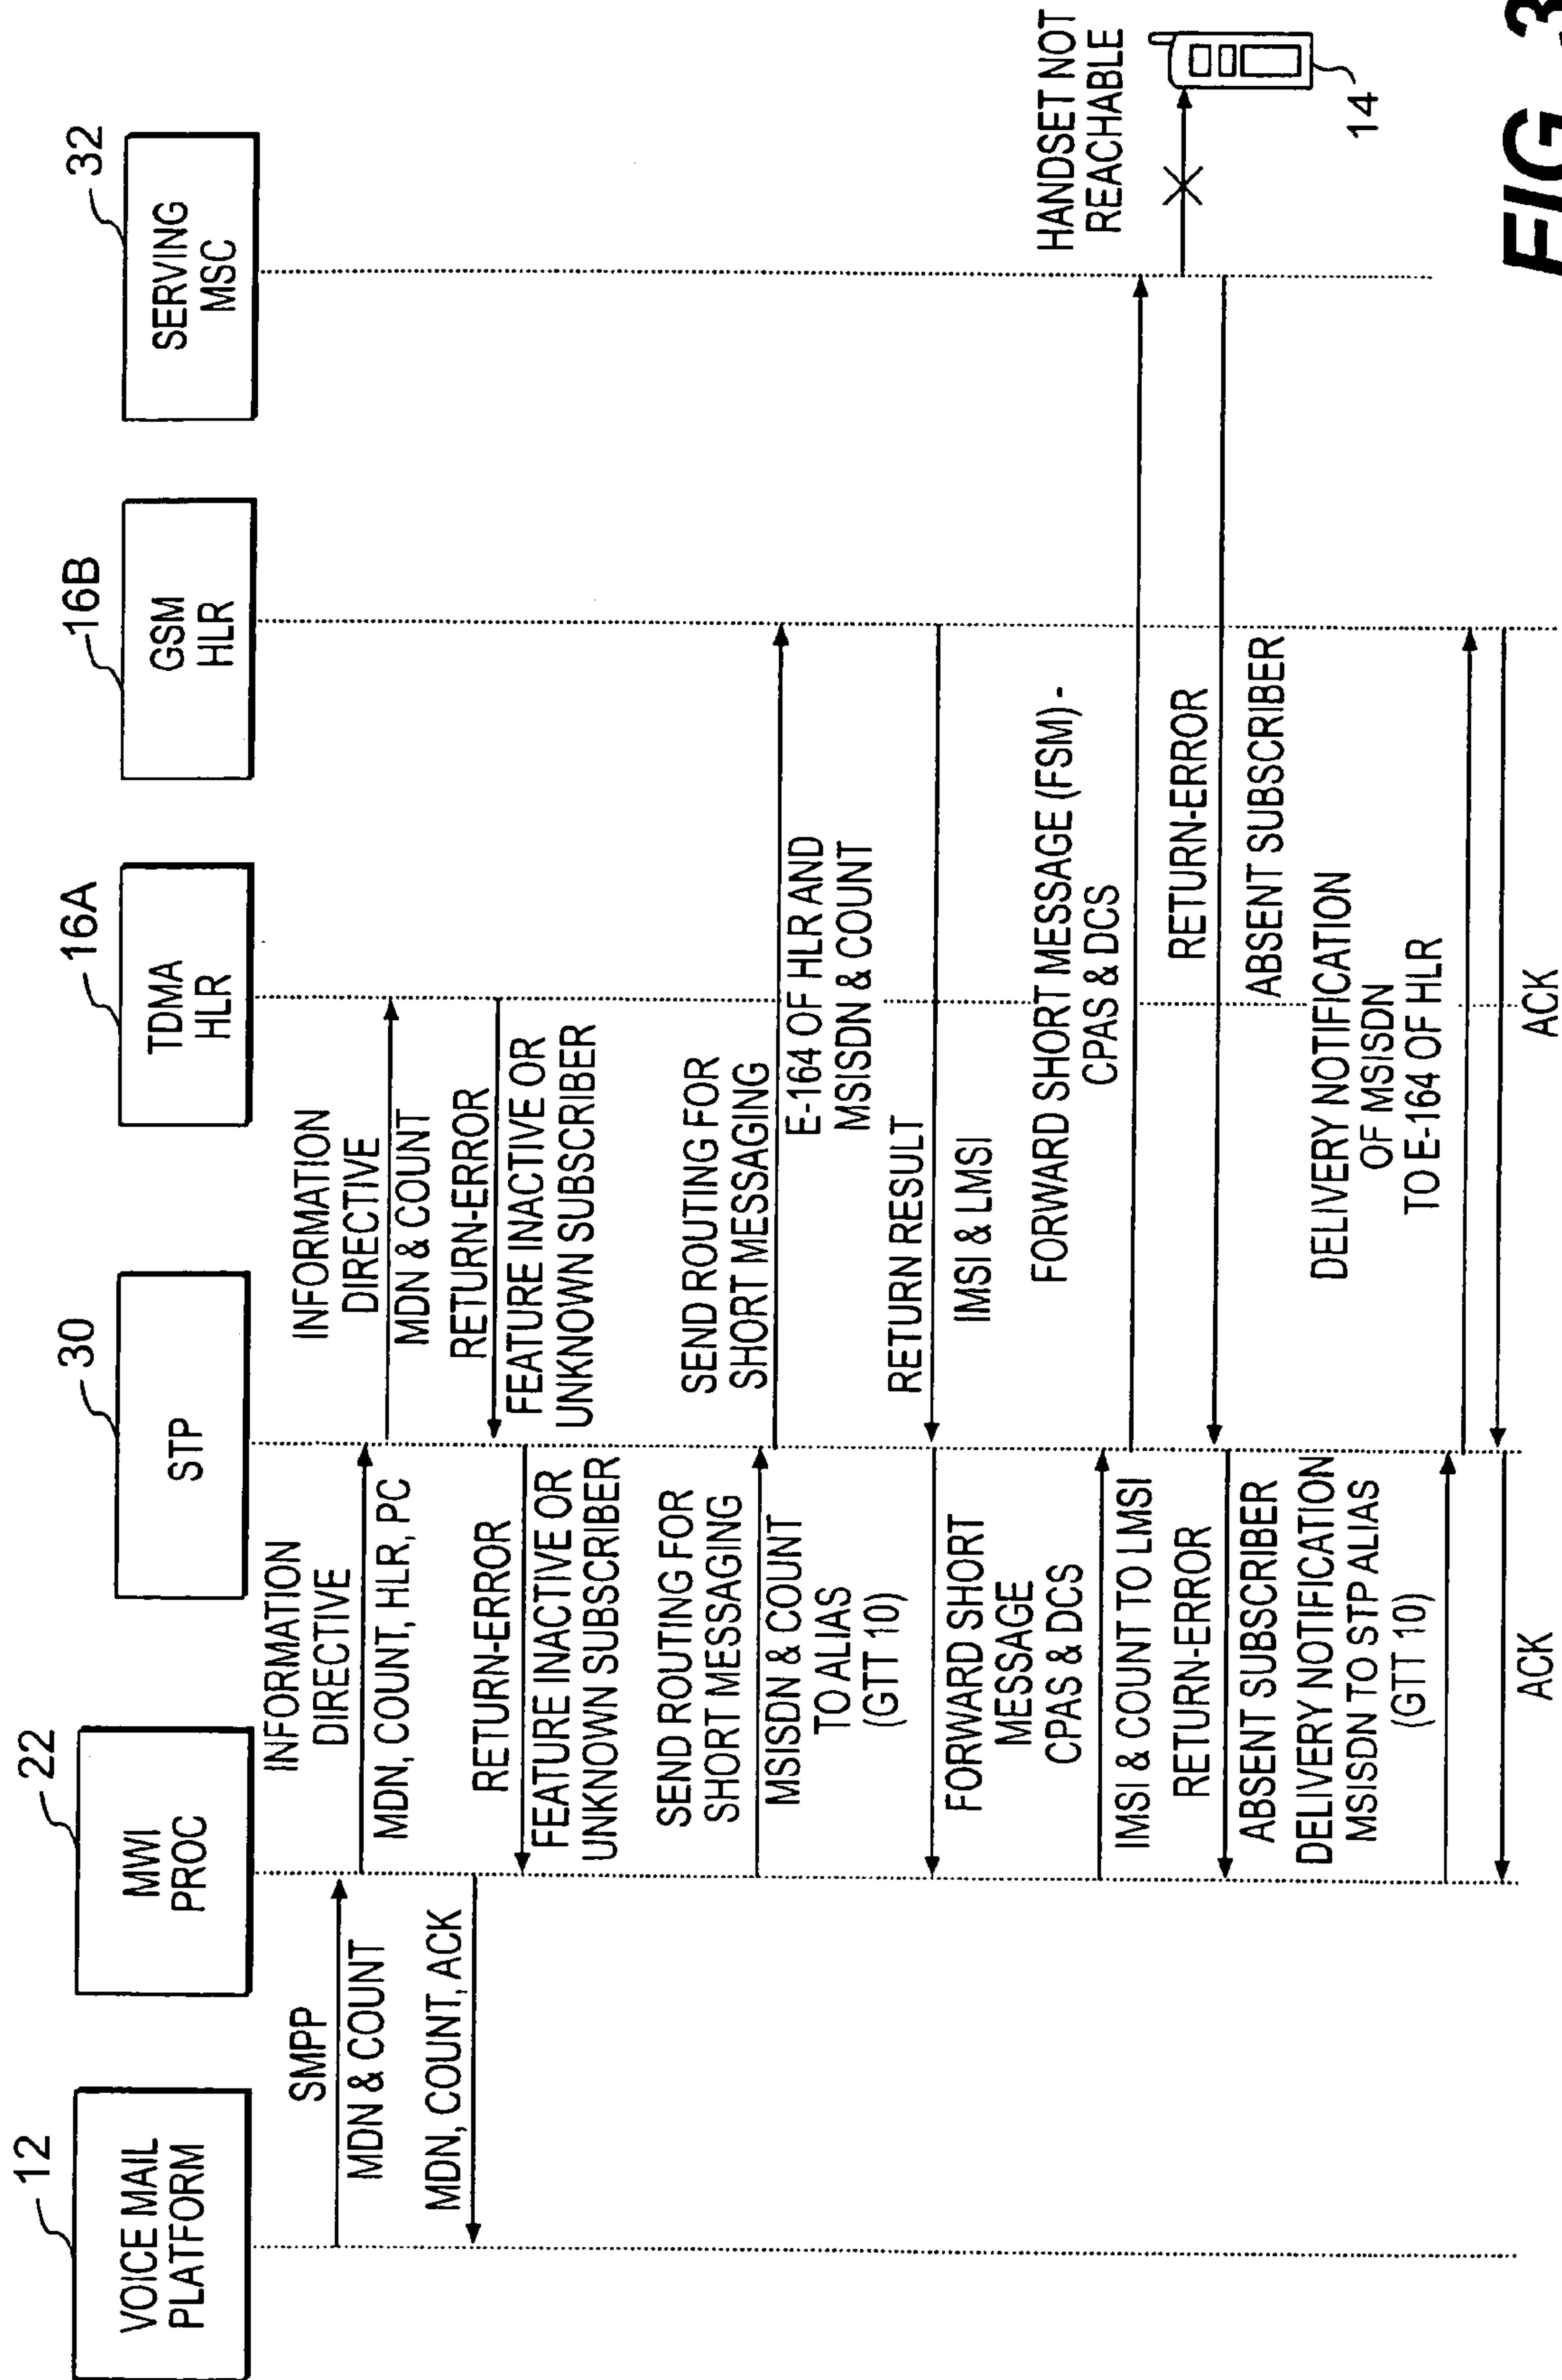 12
VOICE MAIL
PLATFORM
22
MWI
PROC
30
STP
16A
TDMA
HLR
16B
GSM
HLR
32
SERVING
MSC
SMPP
MDN & COUNT
INFORMATION
DIRECTIVE
MDN, COUNT, HLR, PC
INFORMATION
DIRECTIVE
MDN & COUNT
MDN, COUNT, ACK
RETURN-ERROR
FEATURE INACTIVE OR
UNKNOWN SUBSCRIBER
RETURN-ERROR
FEATURE INACTIVE OR
UNKNOWN SUBSCRIBER
SEND ROUTING FOR
SHORT MESSAGING
MSISDN & COUNT
TO ALIAS
(GTT 10)
SEND ROUTING FOR
SHORT MESSAGING
E-164 OF HLR AND
MSISDN & COUNT
RETURN RESULT
IMSI & LMSI
FORWARD SHORT
MESSAGE
CPAS & DCS
IMSI & COUNT TO LMSI
FORWARD SHORT MESSAGE (FSM) -
CPAS & DCS
HANDSET NOT
REACHABLE
14
RETURN-ERROR
ABSENT SUBSCRIBER
RETURN-ERROR
ABSENT SUBSCRIBER
DELIVERY NOTIFICATION
MSISDN TO STP ALIAS
(GTT 10)
DELIVERY NOTIFICATION
OF MSISDN
TO E-164 OF HLR
ACK
ACK
FIG. 3